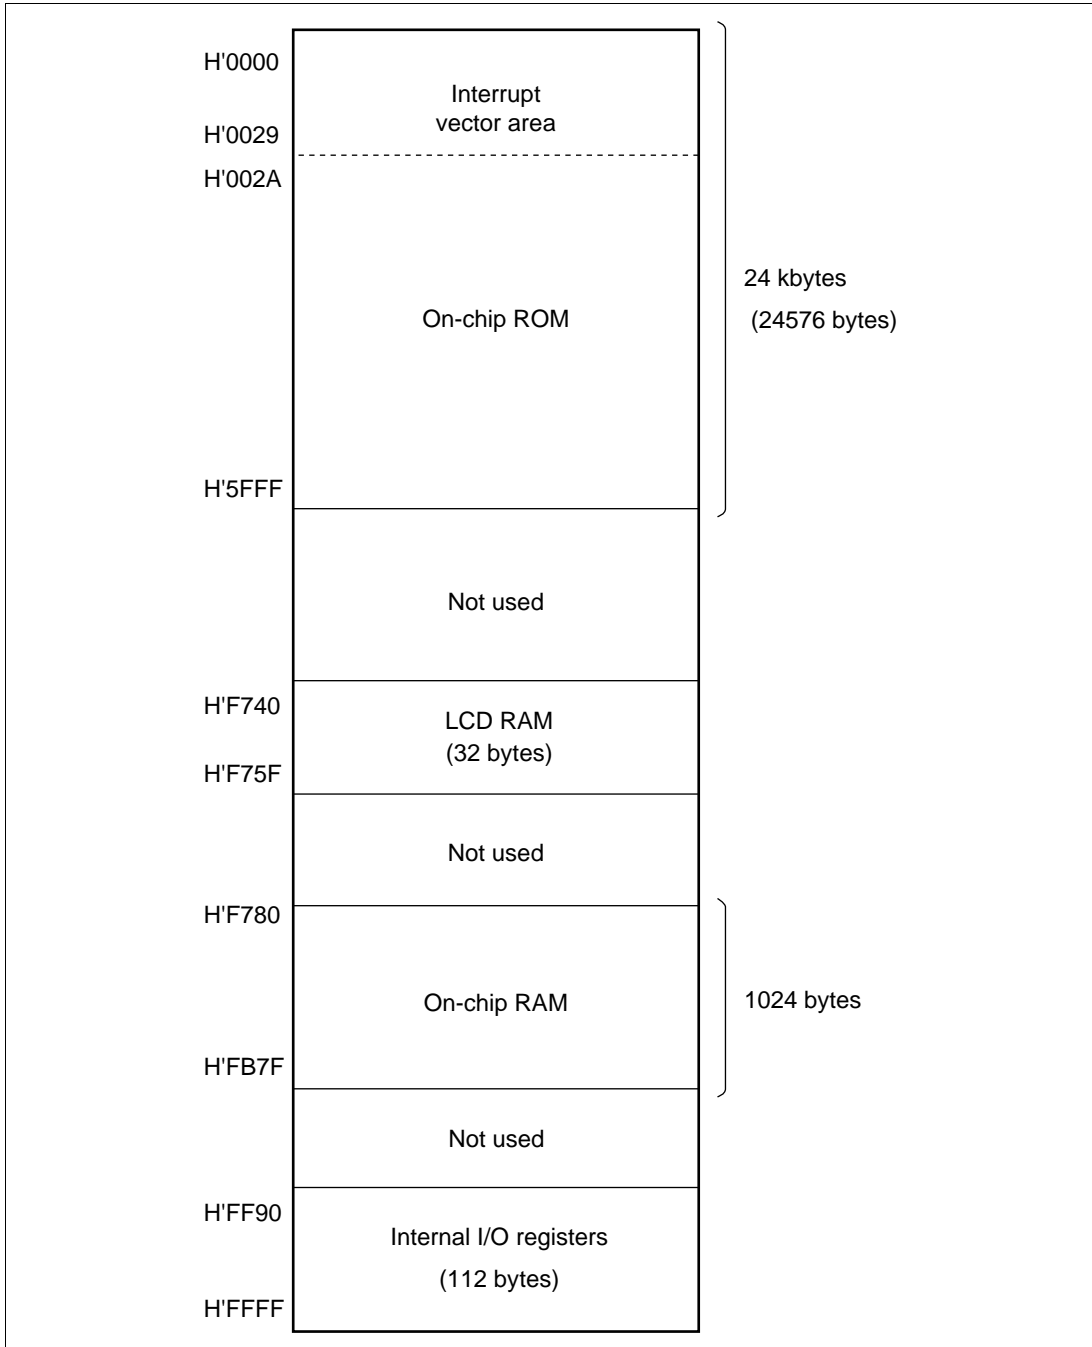 H'0000
Interrupt
vector area
H'0029
H'002A
24 kbytes
On-chip ROM
(24576 bytes)
H'5FFF
Not used
H'F740
LCD RAM
(32 bytes)
H'F75F
Not used
H'F780
On-chip RAM
1024 bytes
H'FB7F
Not used
H'FF90
Internal I/O registers
(112 bytes)
H'FFFF